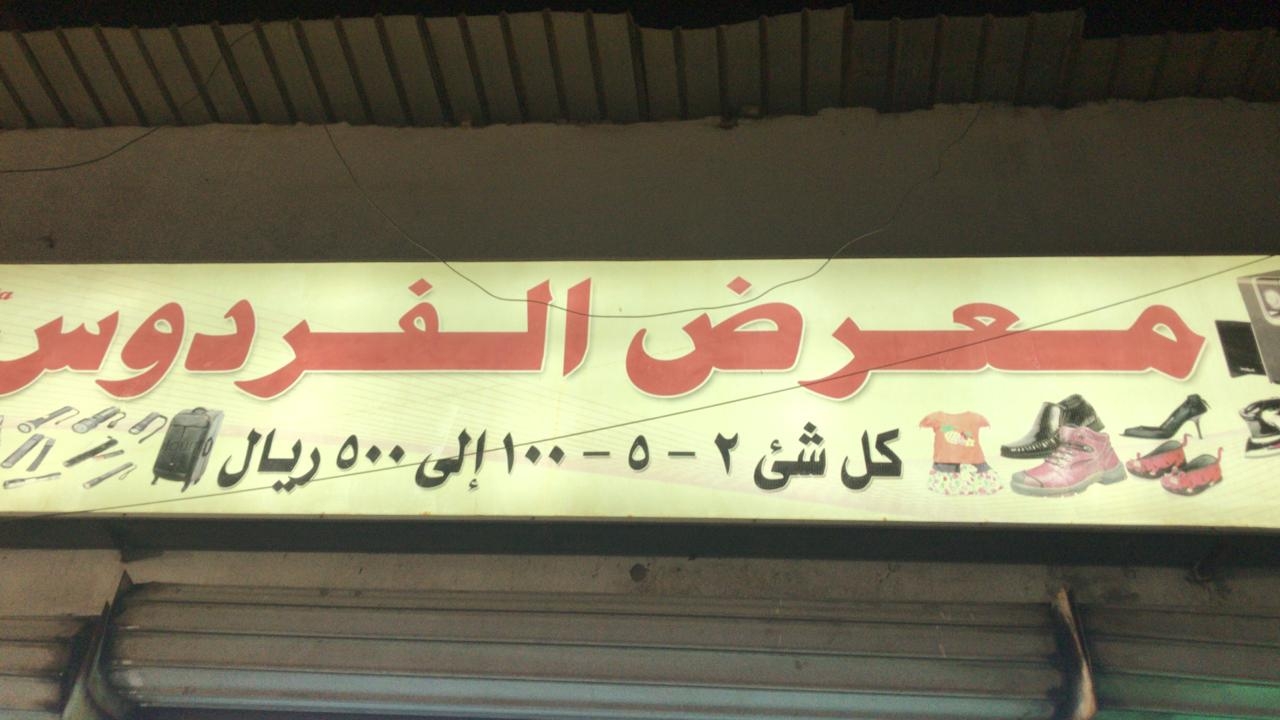 معرض الفردوس
كل شئ ٢ - ٥ - ١٠٠ إلى ٥٠٠ ريال